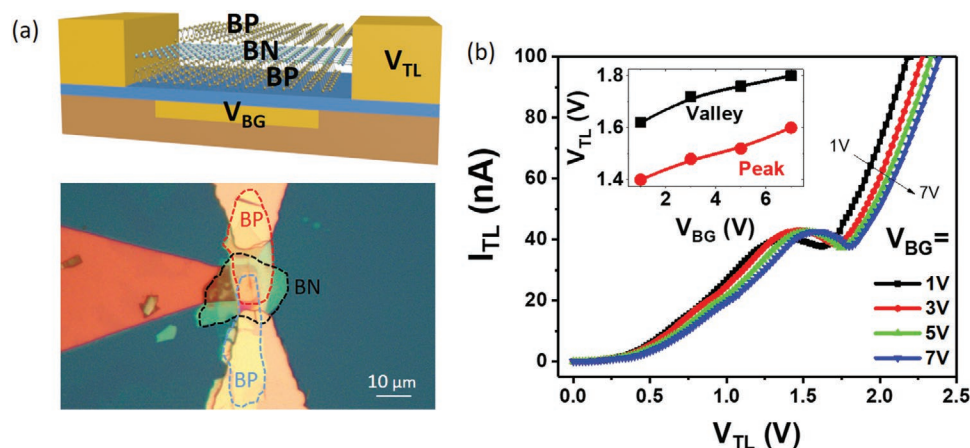 (a)
BP
BN
BP
V_TL
V_BG
BP
BN
BP
10 µm
(b)
I_TL (nA)
100
80
60
40
20
0
0.0 0.5 1.0 1.5 2.0 2.5
V_TL (V)
V_TL (V)
1.8
1.6
1.4
2 4 6
V_BG (V)
Valley
Peak
1V
7V
V_BG=
1V
3V
5V
7V